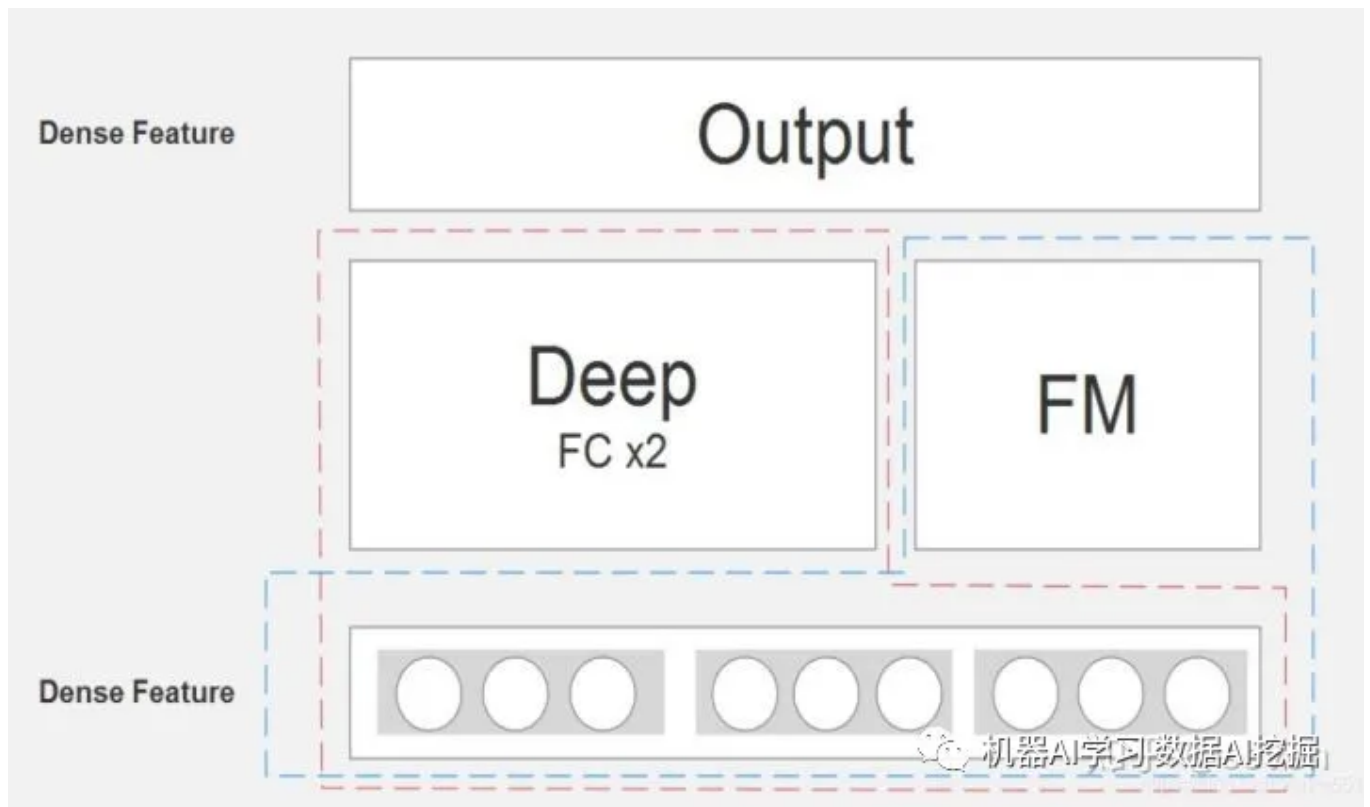 Dense Feature
Output
Deep
FC x2
FM
Dense Feature
机器AI学习 数据AI挖掘